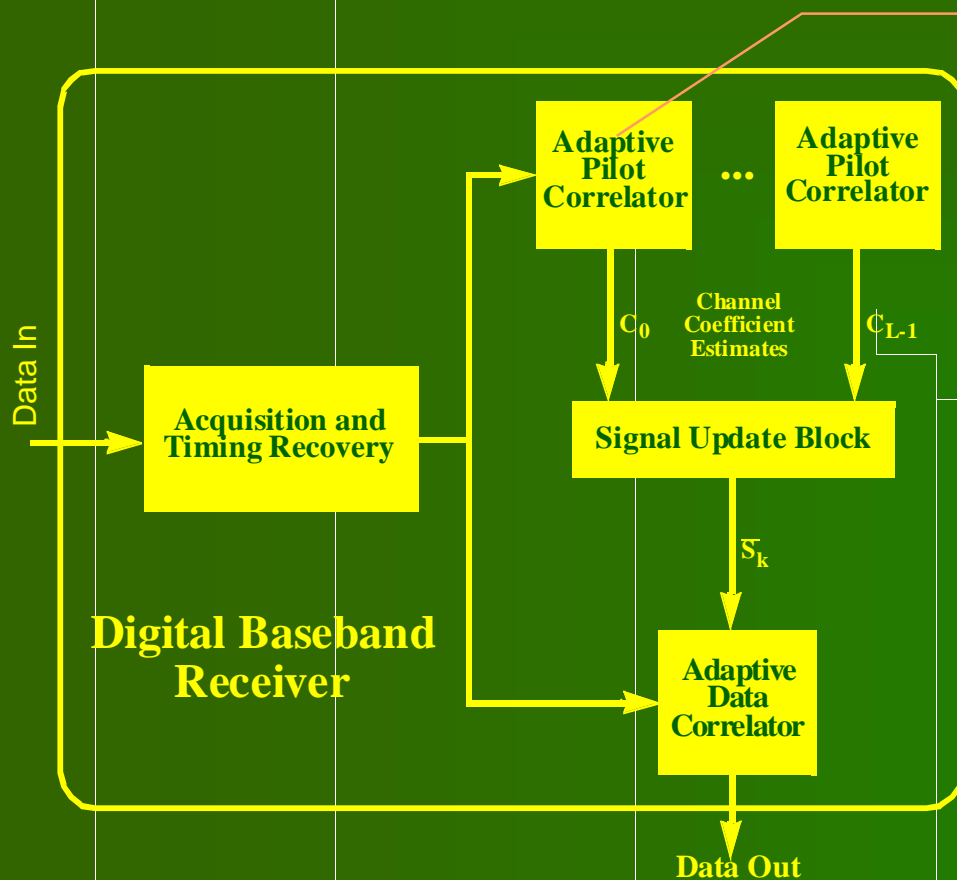 Data In
Acquisition and
Timing Recovery
Digital Baseband
Receiver
Adaptive
Pilot
Correlator
...
Adaptive
Pilot
Correlator
C0
Channel
Coefficient
Estimates
CL-1
Signal Update Block
S̅k
Adaptive
Data
Correlator
Data Out